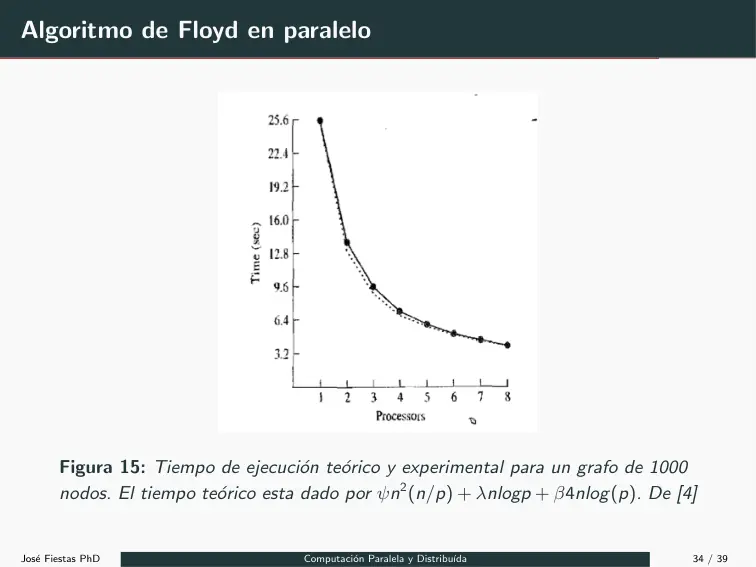 Algoritmo de Floyd en paralelo
25.6
22.4
19.2
16.0
12.8
9.6
6.4
3.2
Time (sec)
1 2 3 4 5 6 7 8
Processors
Figura 15: Tiempo de ejecución teórico y experimental para un grafo de 1000
nodos. El tiempo teórico esta dado por ψn²(n/p) + λnlogp + β4nlog(p). De [4]
José Fiestas PhD Computación Paralela y Distribuída 34 / 39